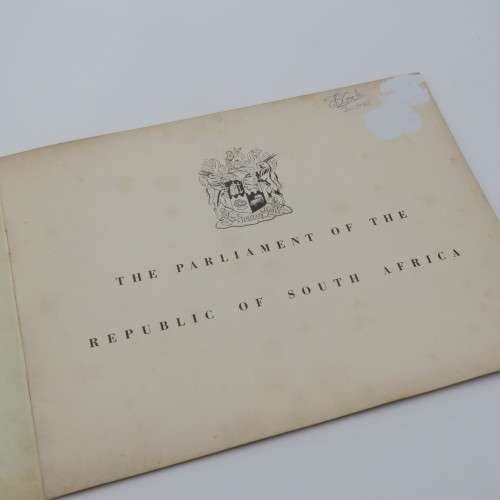 THE PARLIAMENT OF THE
REPUBLIC OF SOUTH AFRICA